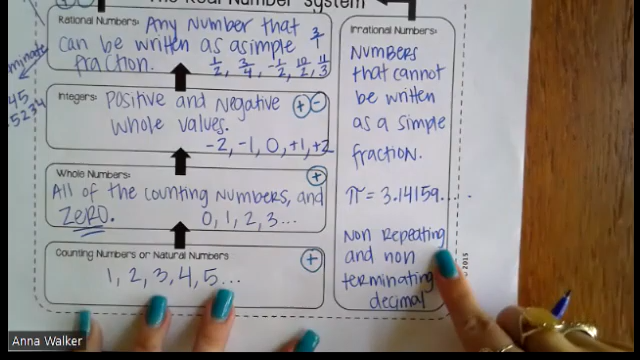 The Real Number System
Rational Numbers: Any Number that
can be written as a simple 3/1
fraction. 1/2, 3/4, -1/2, 10/2, 11/3
minate
45
.5234
Integers: Positive and Negative
Whole values.
-2, -1, 0, +1, +2
Whole Numbers:
All of the counting numbers, and
ZERO. 0, 1, 2, 3...
Counting Numbers or Natural Numbers
1, 2, 3, 4, 5...
Irrational Numbers:
Numbers
that cannot
be written
as a simple
fraction.
π = 3.14159....
Non Repeating
and non
terminating
decimal
2015
Anna Walker